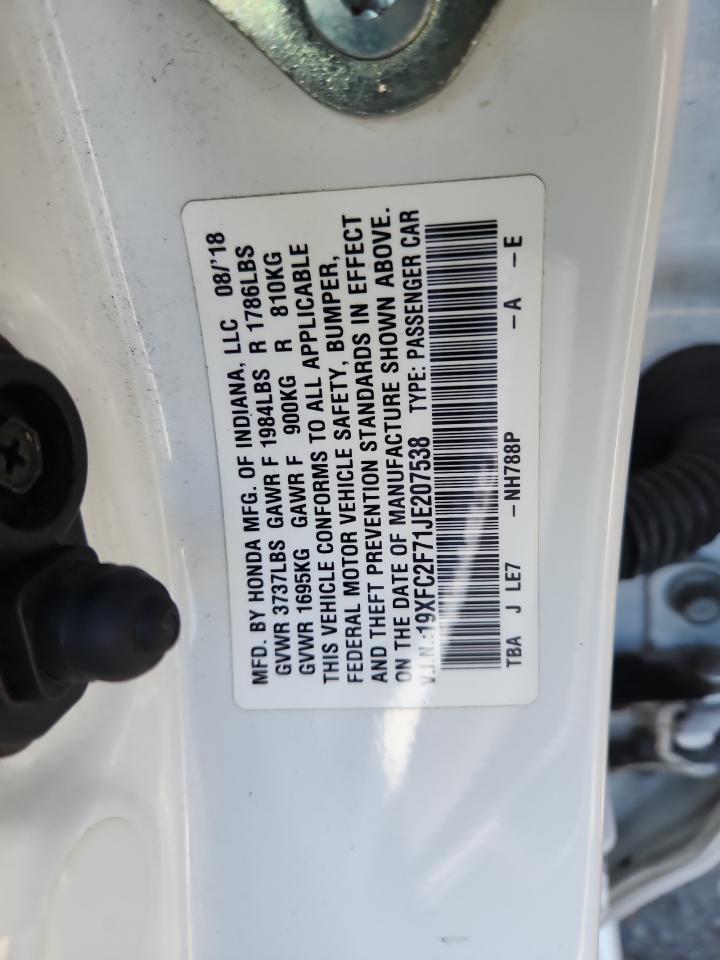 MFD. BY HONDA MFG. OF INDIANA, LLC 08/'18
GVWR 3737LBS GAWR F 1984LBS R 1786LBS
GVWR 1695KG GAWR F 900KG R 810KG
THIS VEHICLE CONFORMS TO ALL APPLICABLE
FEDERAL MOTOR VEHICLE SAFETY, BUMPER,
AND THEFT PREVENTION STANDARDS IN EFFECT
ON THE DATE OF MANUFACTURE SHOWN ABOVE.
V.I.N.:19XFC2F71JE207538 TYPE: PASSENGER CAR
TBA J LE7 -NH788P -A -E